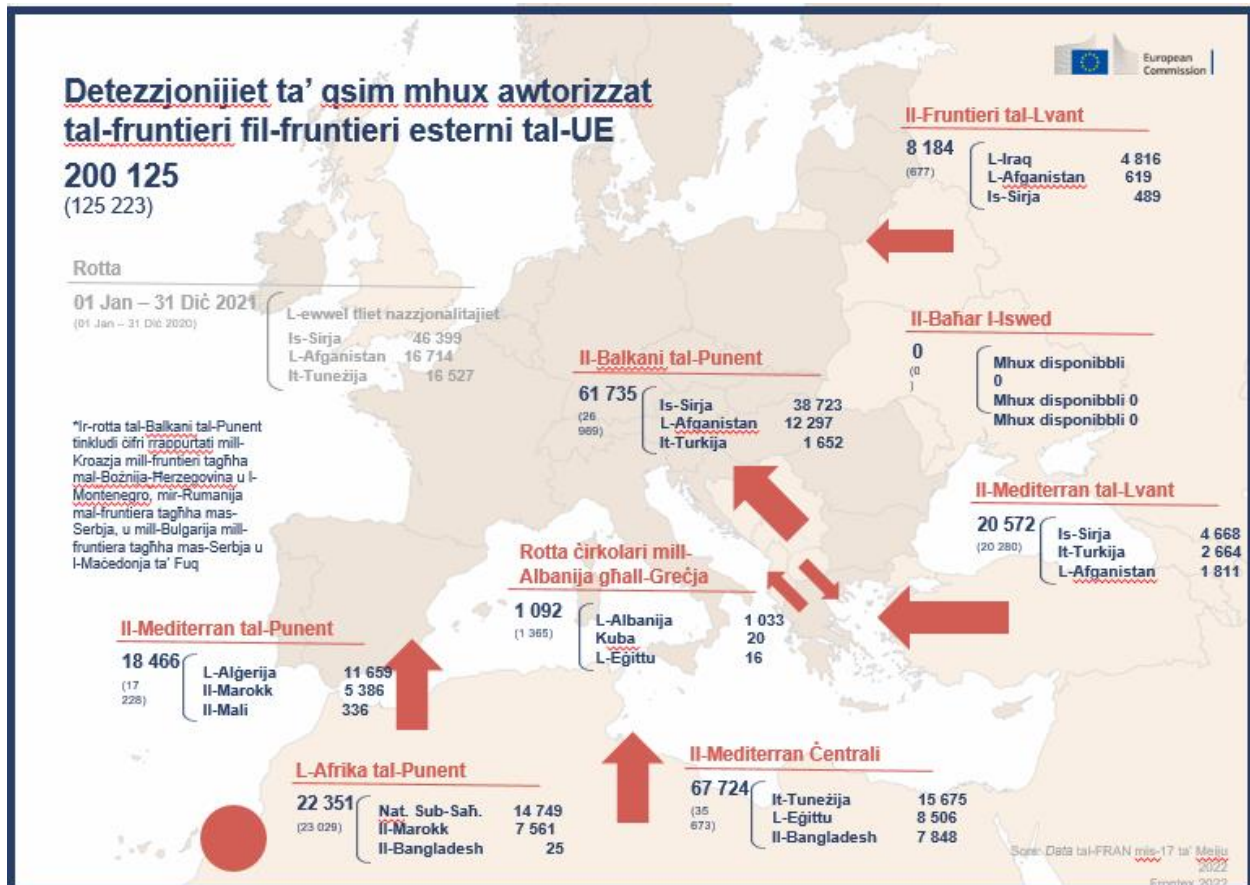 Detezzjonijiet ta' qsim mhux awtorizzat
tal-fruntieri fil-fruntieri esterni tal-UE
200 125
(125 223)
European
Commission
Rotta
01 Jan – 31 Diċ 2021
(01 Jan – 31 Diċ 2020)
L-ewwel tliet nazzjonalitajiet
Is-Sirja 46 399
L-Afganistan 16 714
It-Tuneżija 16 527
*Ir-rotta tal-Balkani tal-Punent
tinkludi ċifri rrappurtati mill-
Kroazja mill-fruntieri tagħha
mal-Bożnija-Ħerzegovina u l-
Montenegro, mir-Rumanija
mal-fruntiera tagħha mas-
Serbja, u mill-Bulgarija mill-
fruntiera tagħha mas-Serbja u
l-Maċedonja ta' Fuq
Il-Fruntieri tal-Lvant
8 184
(677)
L-Iraq 4 816
L-Afganistan 619
Is-Sirja 489
Il-Baħar l-Iswed
0
(0
)
Mhux disponibbli
0
Mhux disponibbli 0
Mhux disponibbli 0
Il-Balkani tal-Punent
61 735
(26
969)
Is-Sirja 38 723
L-Afganistan 12 297
It-Turkija 1 652
Il-Mediterran tal-Lvant
20 572
(20 280)
Is-Sirja 4 668
It-Turkija 2 664
L-Afganistan 1 811
Rotta ċirkolari mill-
Albanija għall-Greċja
1 092
(1 365)
L-Albanija 1 033
Kuba 20
L-Eġittu 16
Il-Mediterran tal-Punent
18 466
(17
228)
L-Alġerija 11 659
Il-Marokk 5 386
Il-Mali 336
L-Afrika tal-Punent
22 351
(23 029)
Nat. Sub-Saħ. 14 749
Il-Marokk 7 561
Il-Bangladesh 25
Il-Mediterran Ċentrali
67 724
(35
673)
It-Tuneżija 15 675
L-Eġittu 8 506
Il-Bangladesh 7 848
Sors: Data tal-FRAN mis-17 ta' Mejju
2022
Frontex 2022